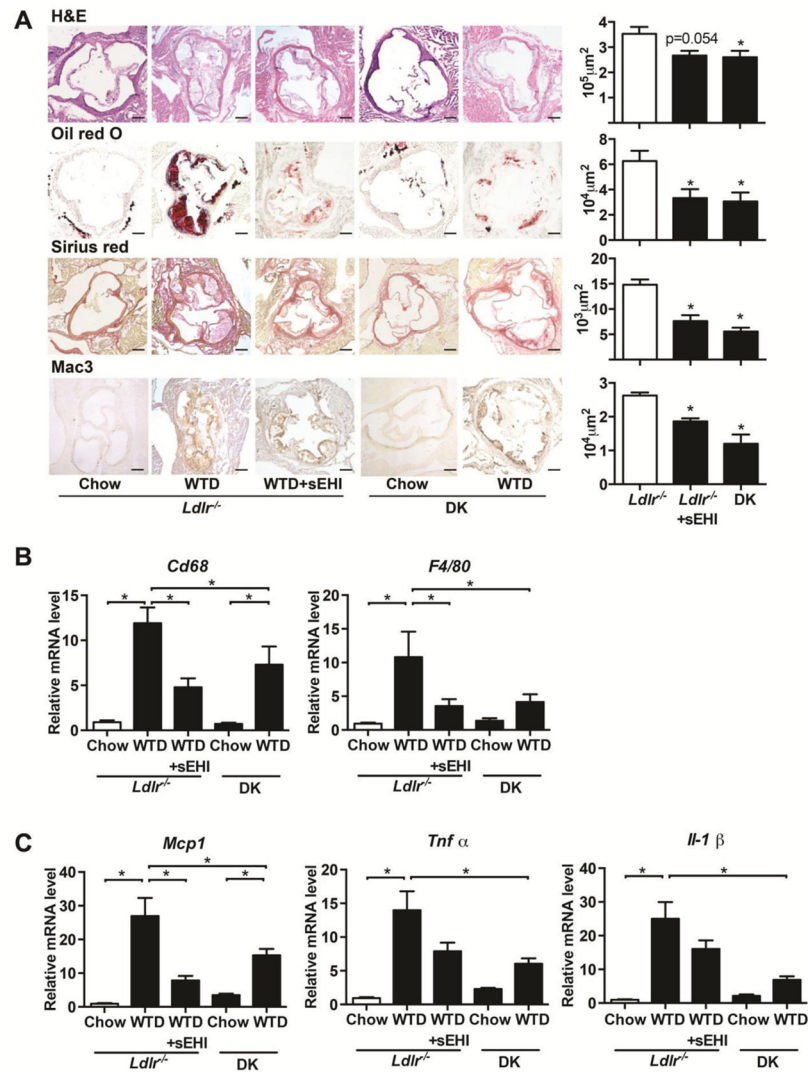 A
H&E
Oil red O
Sirius red
Mac3
Chow WTD WTD+sEHI Chow WTD
Ldlr-/- DK
10⁵μm2
4
3
2
1
0
p=0.054
*
10⁴μm2
8
6
4
2
0
* *
10³μm2
20
15
10
5
0
*
*
10⁴μm2
3
2
1
0
*
*
Ldlr-/- Ldlr-/- DK
+sEHI
B
Cd68
Relative mRNA level
15
10
5
0
*
* * *
Chow WTD WTD Chow WTD
+sEHI
Ldlr-/- DK
F4/80
Relative mRNA level
20
15
10
5
0
*
* *
Chow WTD WTD Chow WTD
+sEHI
Ldlr-/- DK
C
Mcp1
Relative mRNA level
40
30
20
10
0
*
* * *
Chow WTD WTD Chow WTD
+sEHI
Ldlr-/- DK
Tnf α
Relative mRNA level
20
15
10
5
0
* *
Chow WTD WTD Chow WTD
+sEHI
Ldlr-/- DK
Il-1 β
Relative mRNA level
40
30
20
10
0
* *
Chow WTD WTD Chow WTD
+sEHI
Ldlr-/- DK